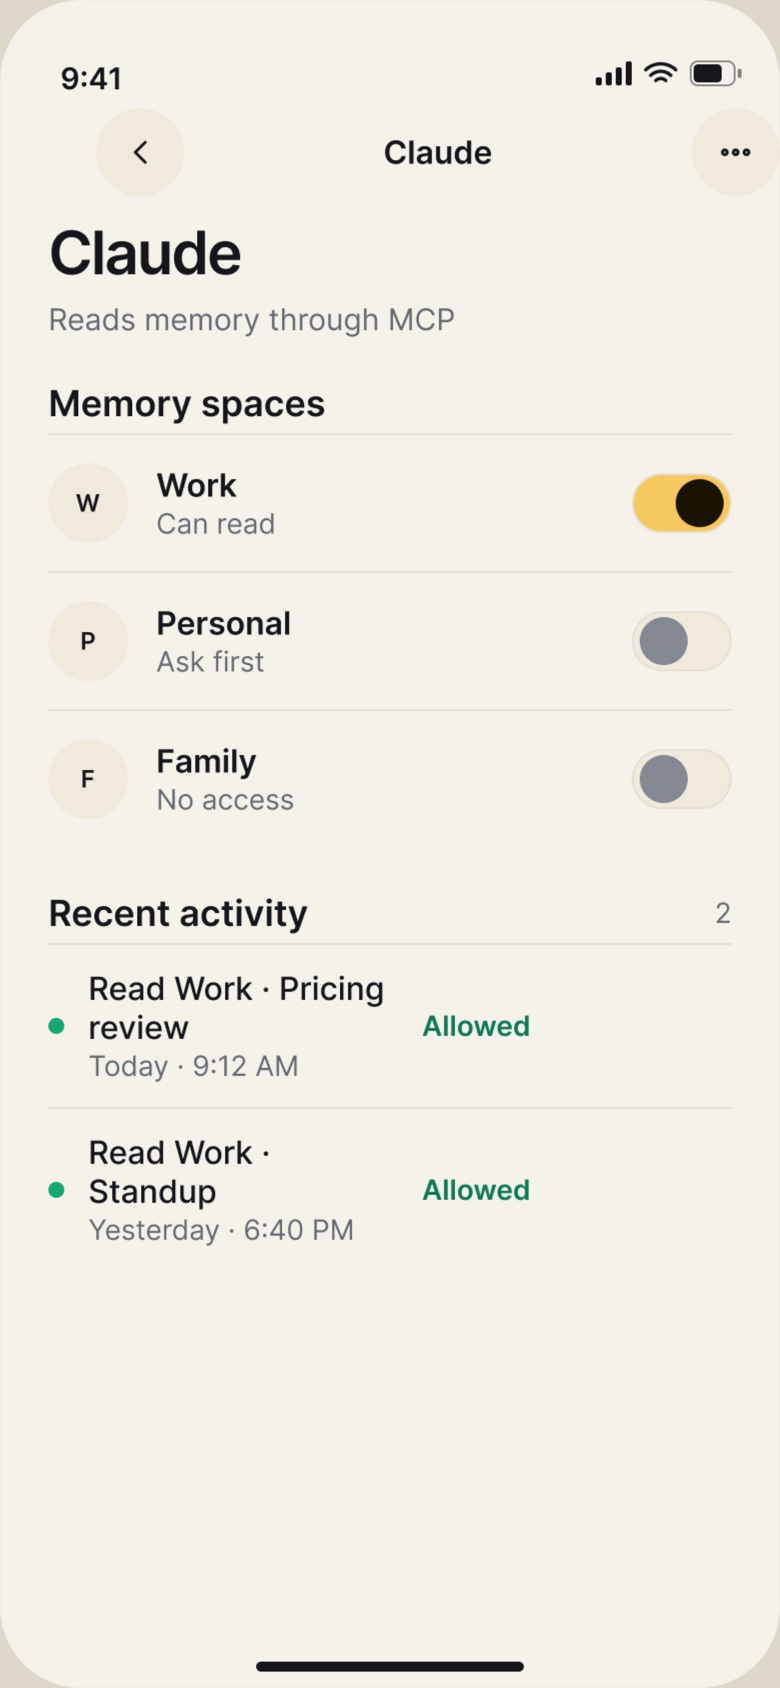 9:41
Claude
Claude
Reads memory through MCP
Memory spaces
W
Work
Can read
P
Personal
Ask first
F
Family
No access
Recent activity
2
Read Work · Pricing
review
Allowed
Today · 9:12 AM
Read Work ·
Standup
Allowed
Yesterday · 6:40 PM